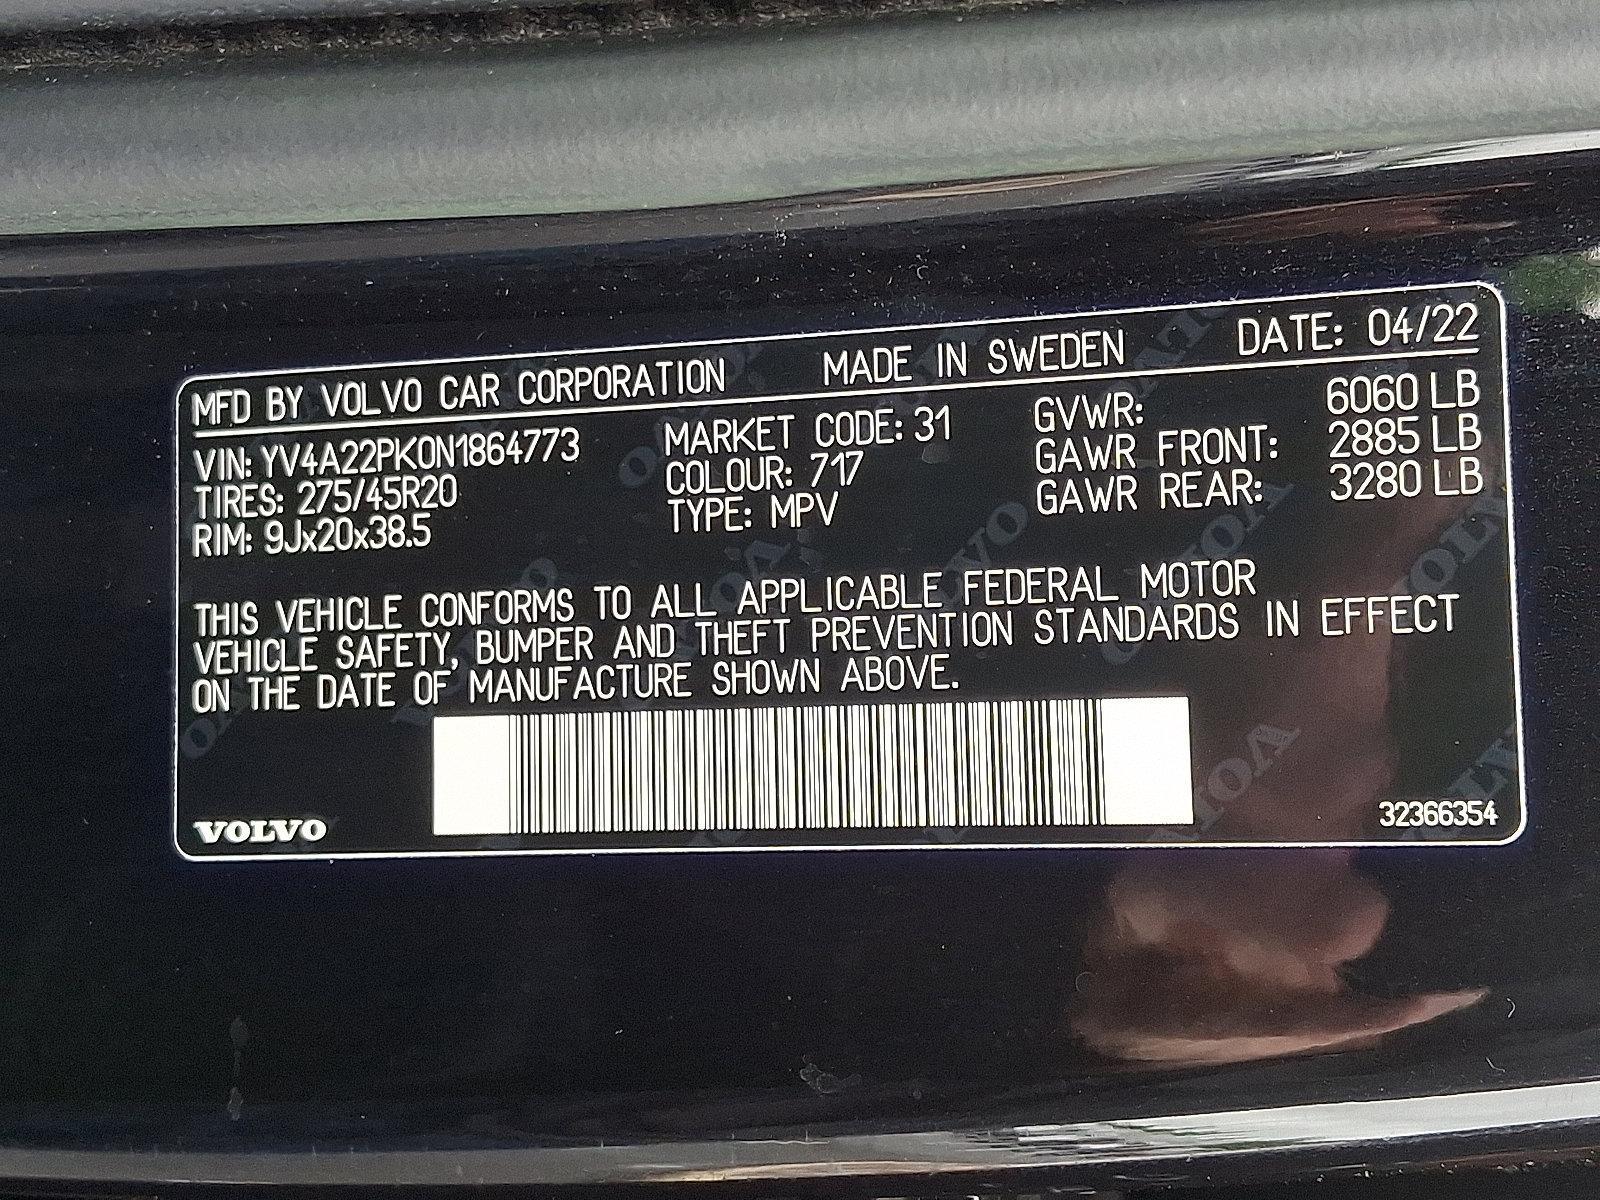 MFD BY VOLVO CAR CORPORATION MADE IN SWEDEN DATE: 04/22
VIN: YV4A22PK0N1864773 MARKET CODE: 31 GVWR: 6060 LB
TIRES: 275/45R20 COLOUR: 717 GAWR FRONT: 2885 LB
RIM: 9Jx20x38.5 TYPE: MPV GAWR REAR: 3280 LB
THIS VEHICLE CONFORMS TO ALL APPLICABLE FEDERAL MOTOR
VEHICLE SAFETY, BUMPER AND THEFT PREVENTION STANDARDS IN EFFECT
ON THE DATE OF MANUFACTURE SHOWN ABOVE.
VOLVO 32366354